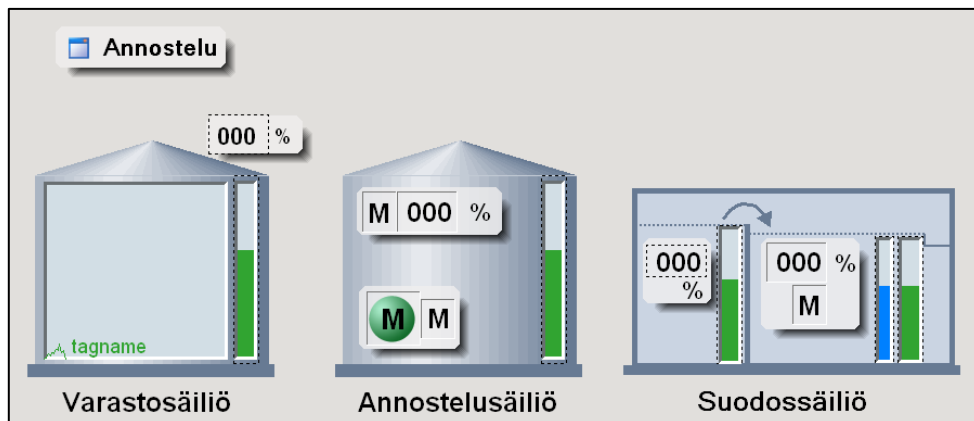 Annostelu
000 %
tagname
Varastosäiliö
M 000 %
M M
Annostelusäiliö
000
%
000 %
M
Suodossäiliö